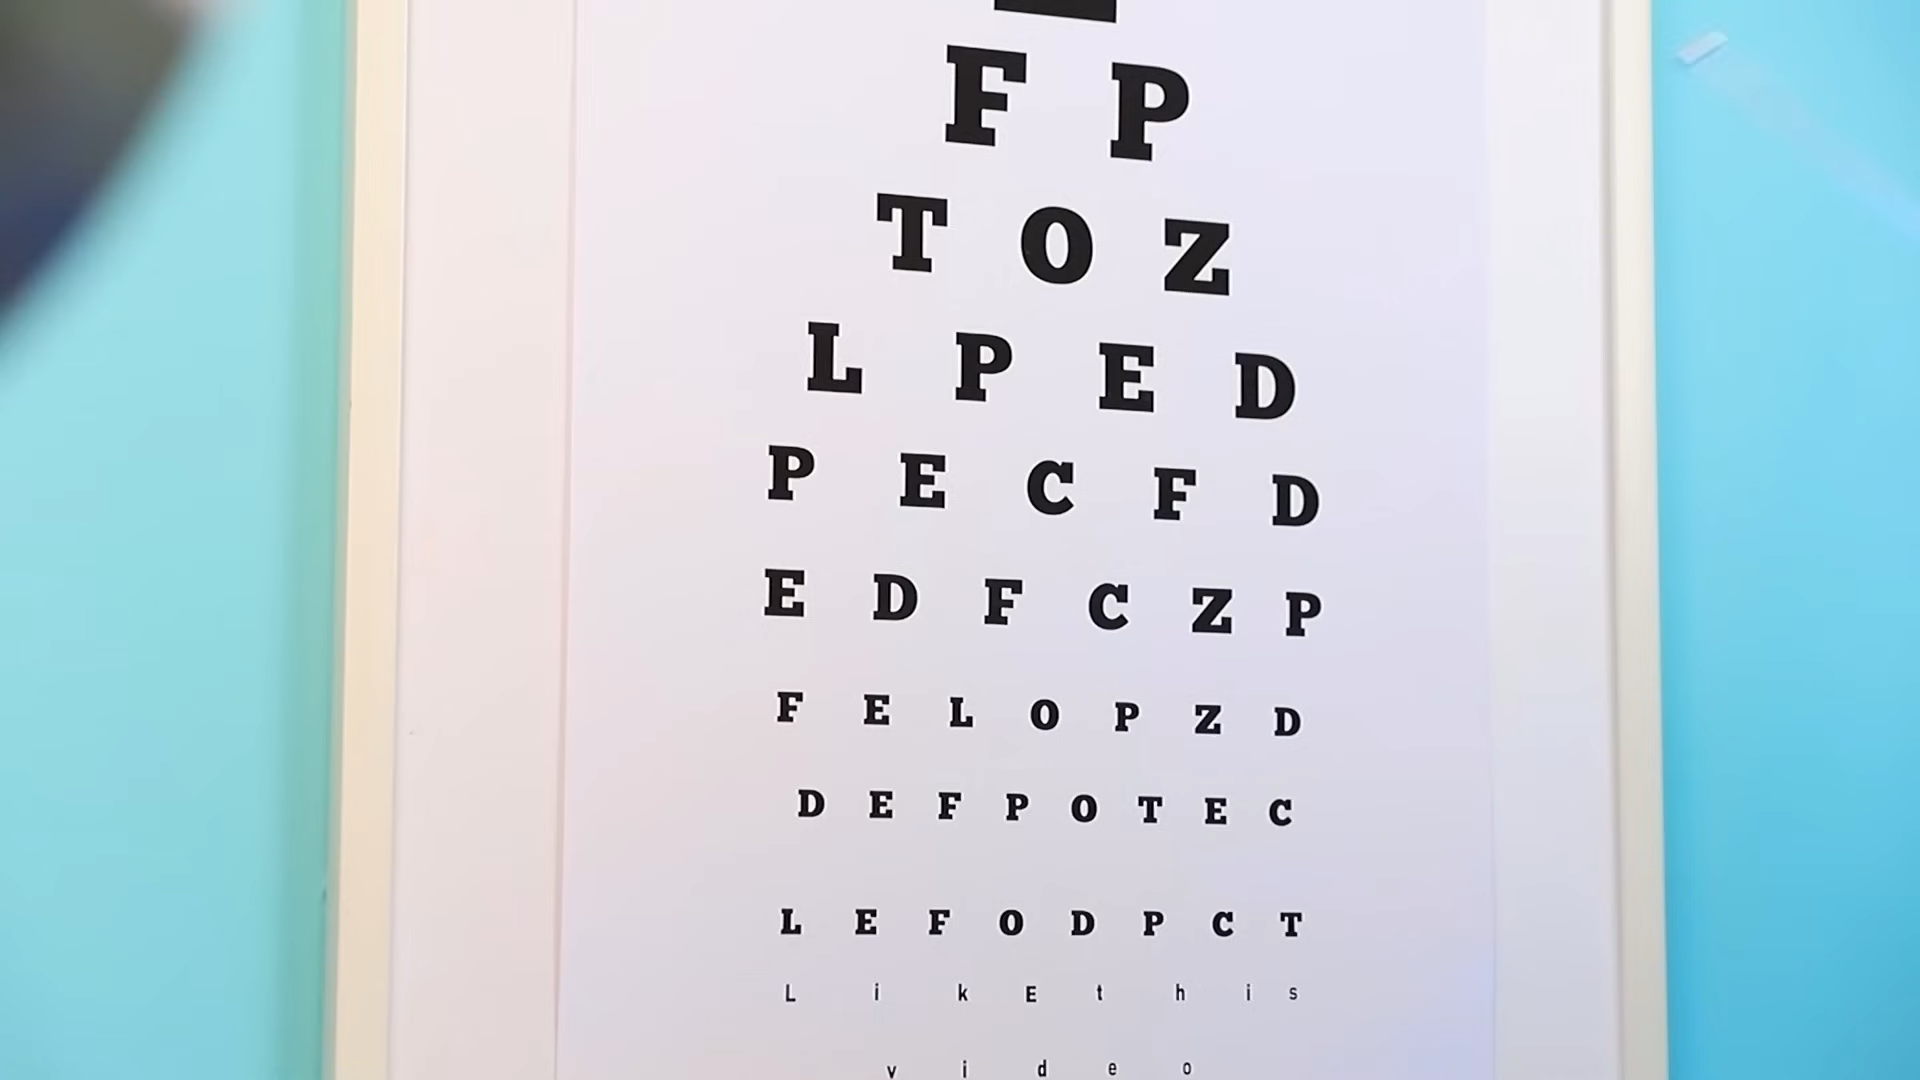 F P
T O Z
L P E D
P E C F D
E D F C Z P
F E L O P Z D
D E F P O T E C
L E F O D P C T
L i k E t h i s
v i d e o